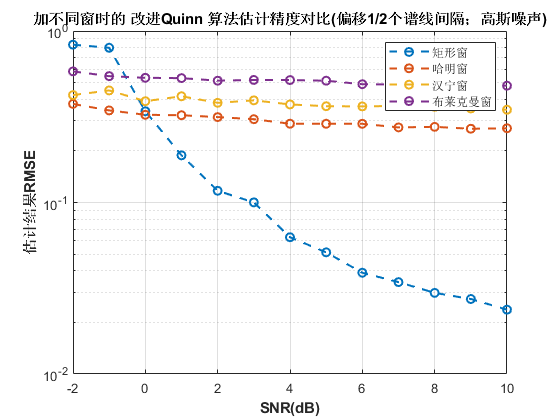 加不同窗时的 改进Quinn 算法估计精度对比(偏移1/2个谱线间隔；高斯噪声)
10^0
10^-1
10^-2
估计结果RMSE
矩形窗
哈明窗
汉宁窗
布莱克曼窗
-2 0 2 4 6 8 10
SNR(dB)